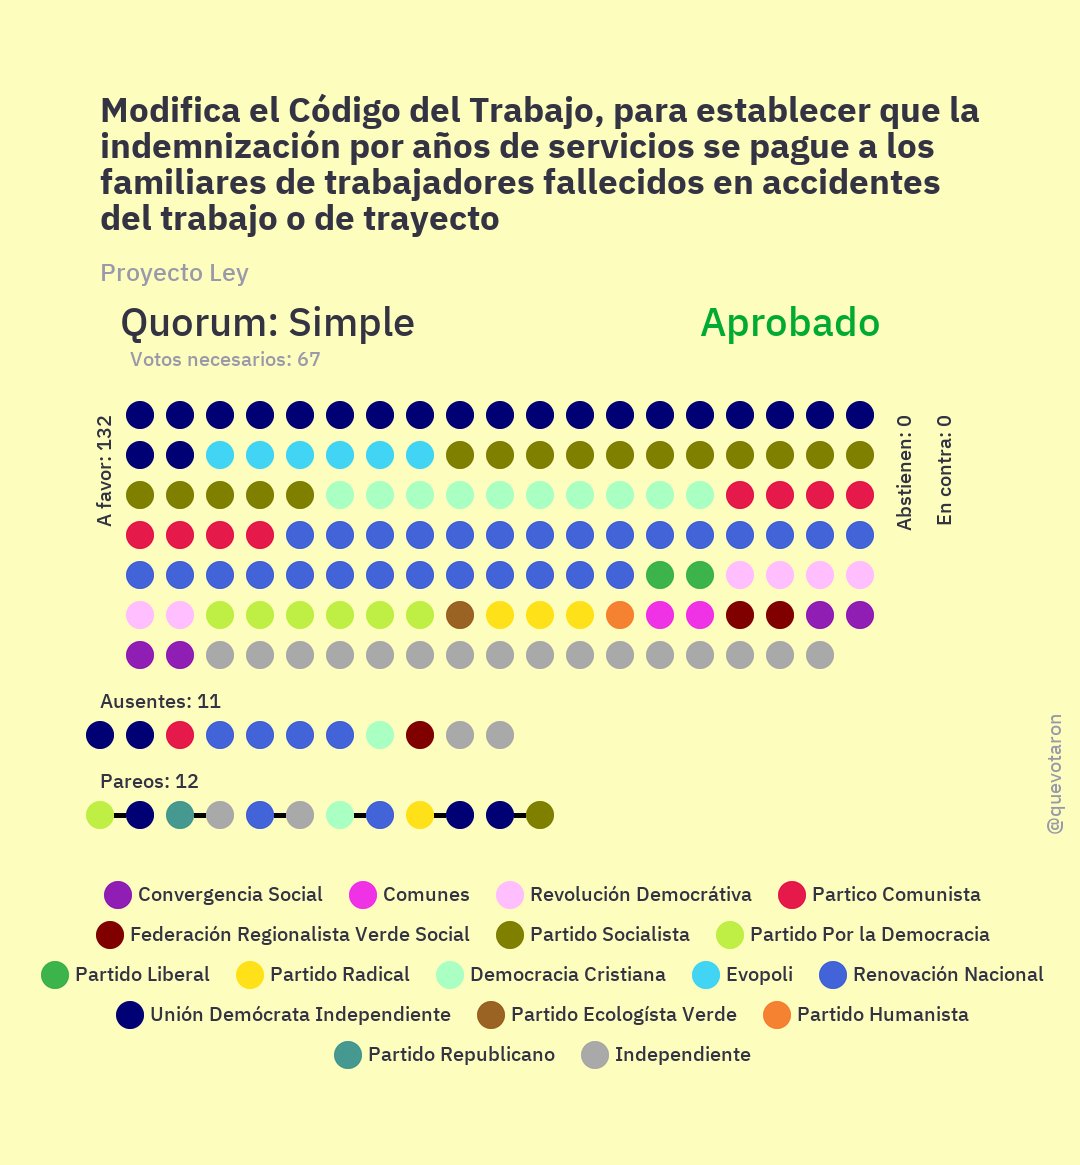 Modifica el Código del Trabajo, para establecer que la
indemnización por años de servicios se pague a los
familiares de trabajadores fallecidos en accidentes
del trabajo o de trayecto
Proyecto Ley
Quorum: Simple
Aprobado
Votos necesarios: 67
A favor: 132
Abstienen: 0
En contra: 0
Ausentes: 11
Pareos: 12
@quevotaron
Convergencia Social
Comunes
Revolución Democrátiva
Partico Comunista
Federación Regionalista Verde Social
Partido Socialista
Partido Por la Democracia
Partido Liberal
Partido Radical
Democracia Cristiana
Evopoli
Renovación Nacional
Unión Demócrata Independiente
Partido Ecologísta Verde
Partido Humanista
Partido Republicano
Independiente